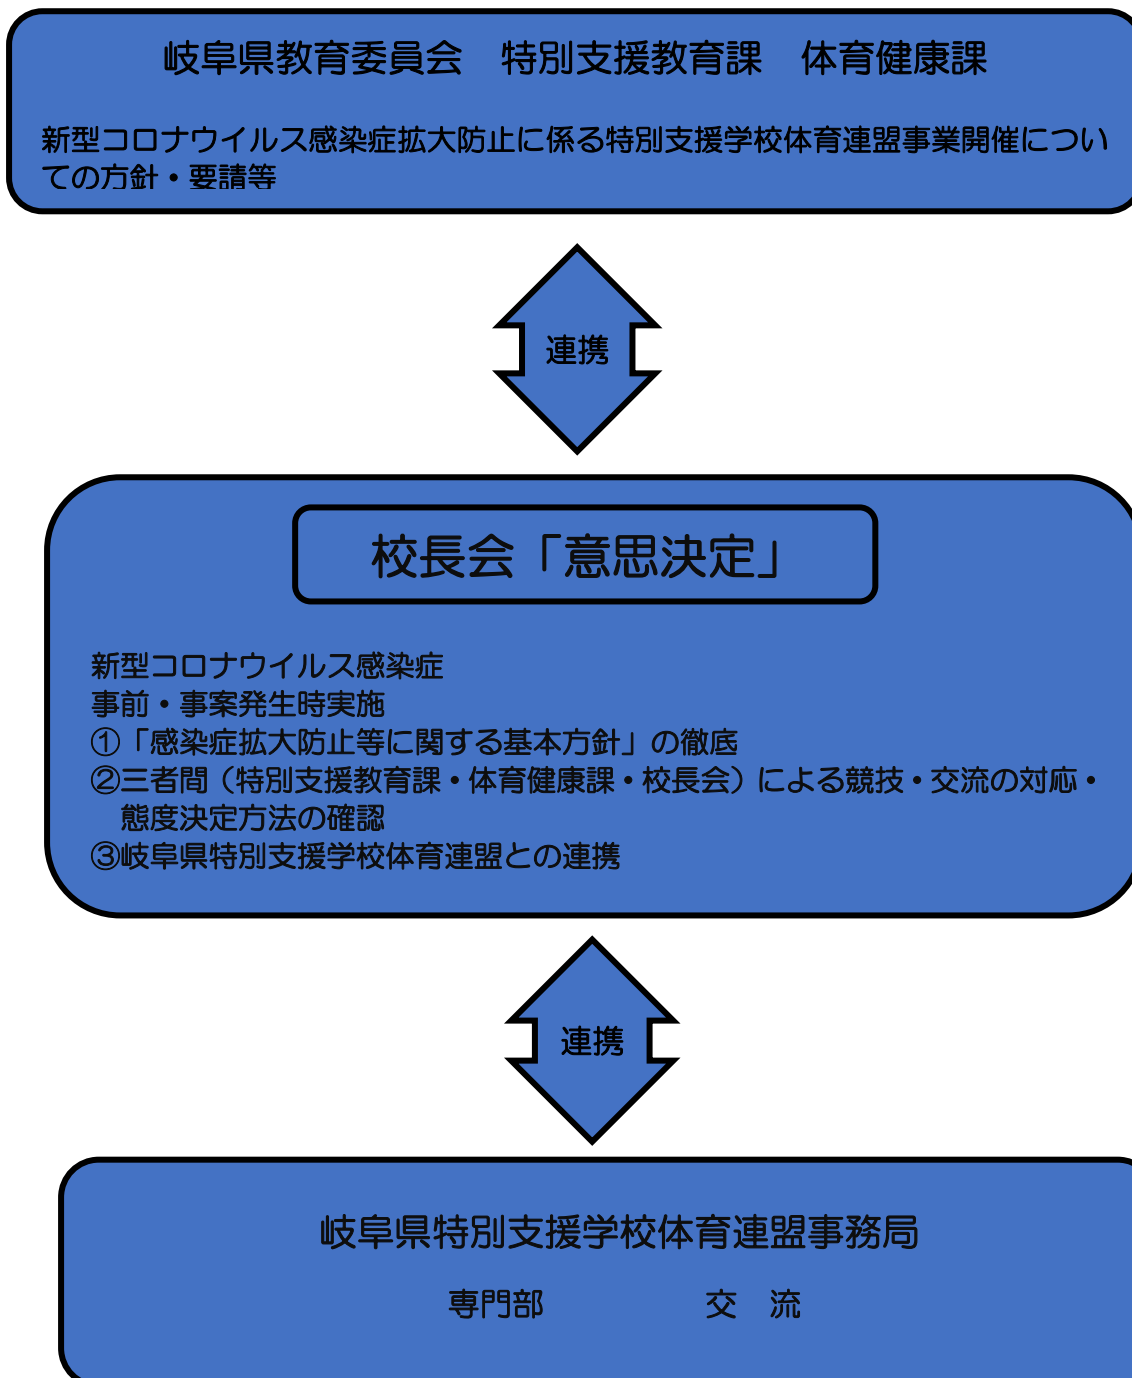 岐阜県教育委員会　特別支援教育課　体育健康課
新型コロナウイルス感染症拡大防止に係る特別支援学校体育連盟事業開催につい
ての方針・要請等
連携
校長会「意思決定」
新型コロナウイルス感染症
事前・事案発生時実施
①「感染症拡大防止等に関する基本方針」の徹底
②三者間（特別支援教育課・体育健康課・校長会）による競技・交流の対応・
態度決定方法の確認
③岐阜県特別支援学校体育連盟との連携
連携
岐阜県特別支援学校体育連盟事務局
専門部　　　　　交　流